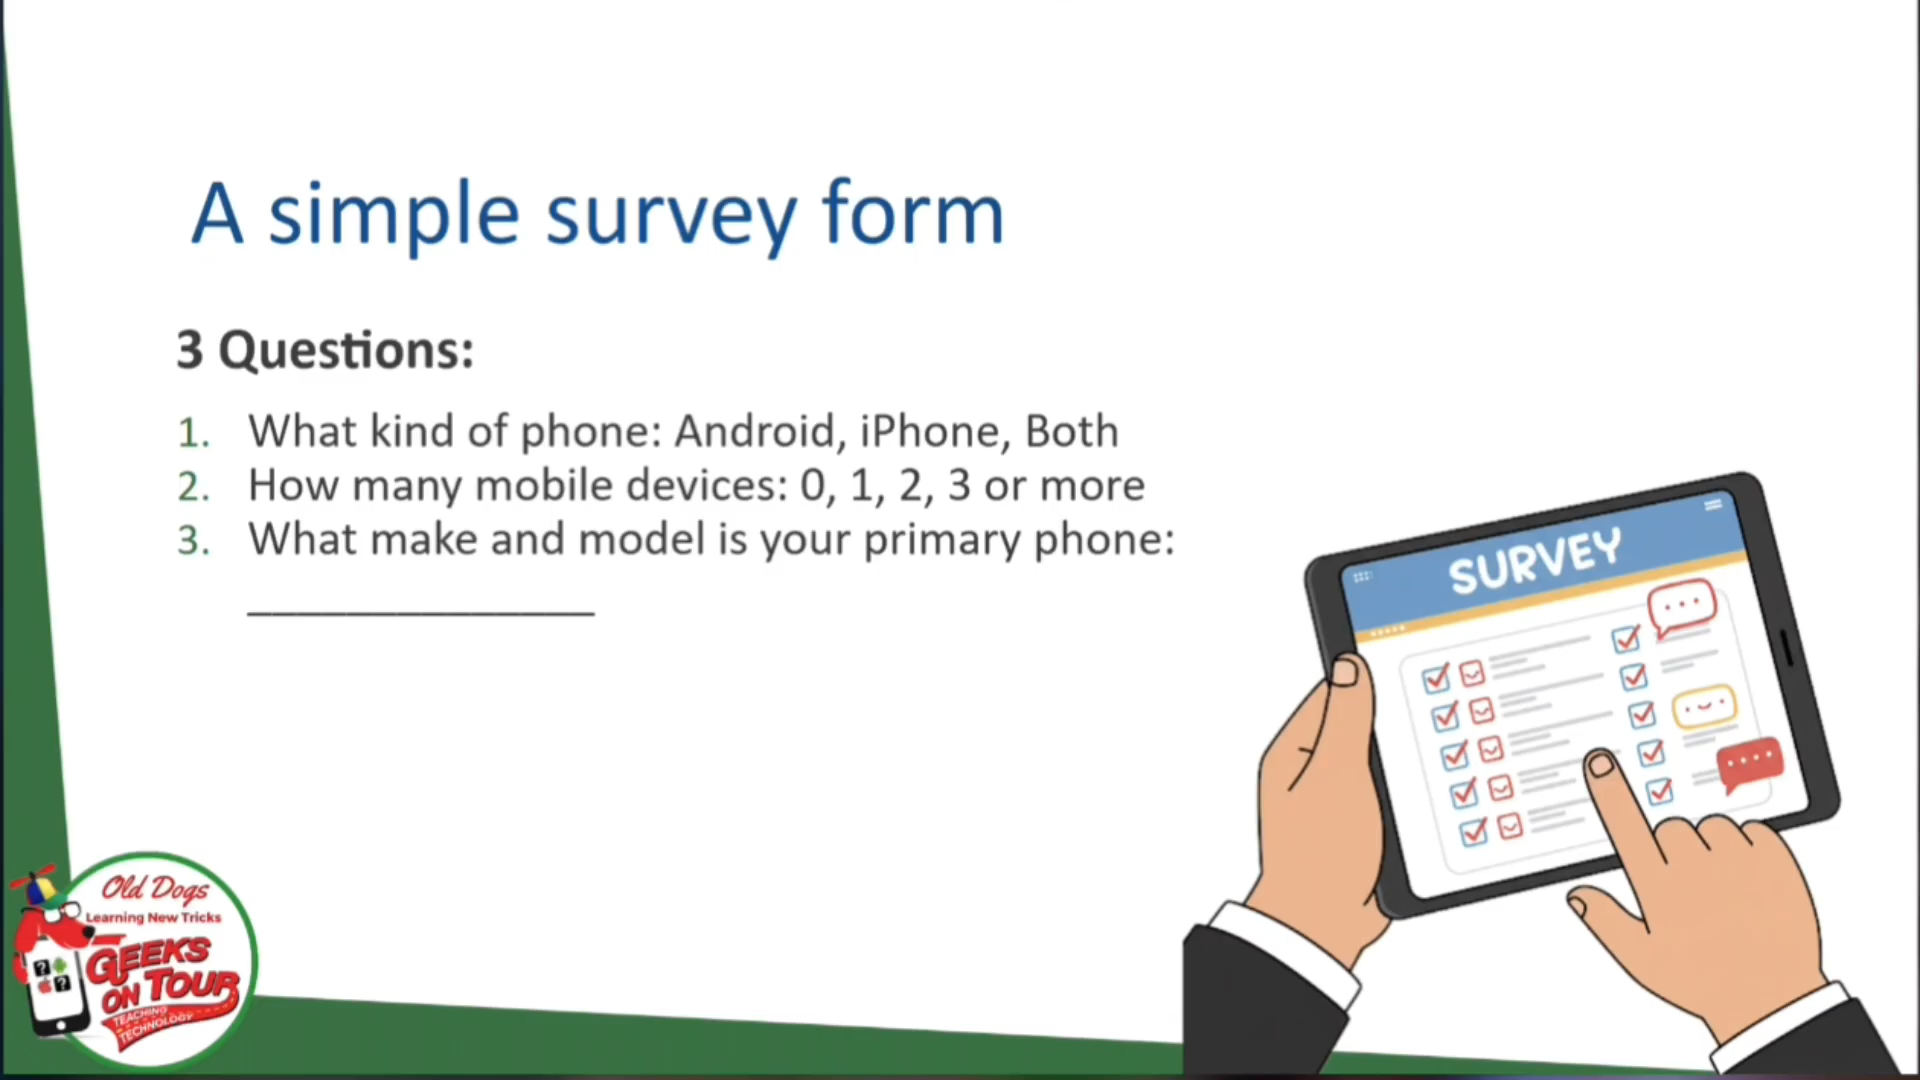 A simple survey form
3 Questions:
1. What kind of phone: Android, iPhone, Both
2. How many mobile devices: 0, 1, 2, 3 or more
3. What make and model is your primary phone:
______________
SURVEY
Old Dogs
Learning New Tricks
GEEKS
ON TOUR
TEACHING
TECHNOLOGY
? 
?